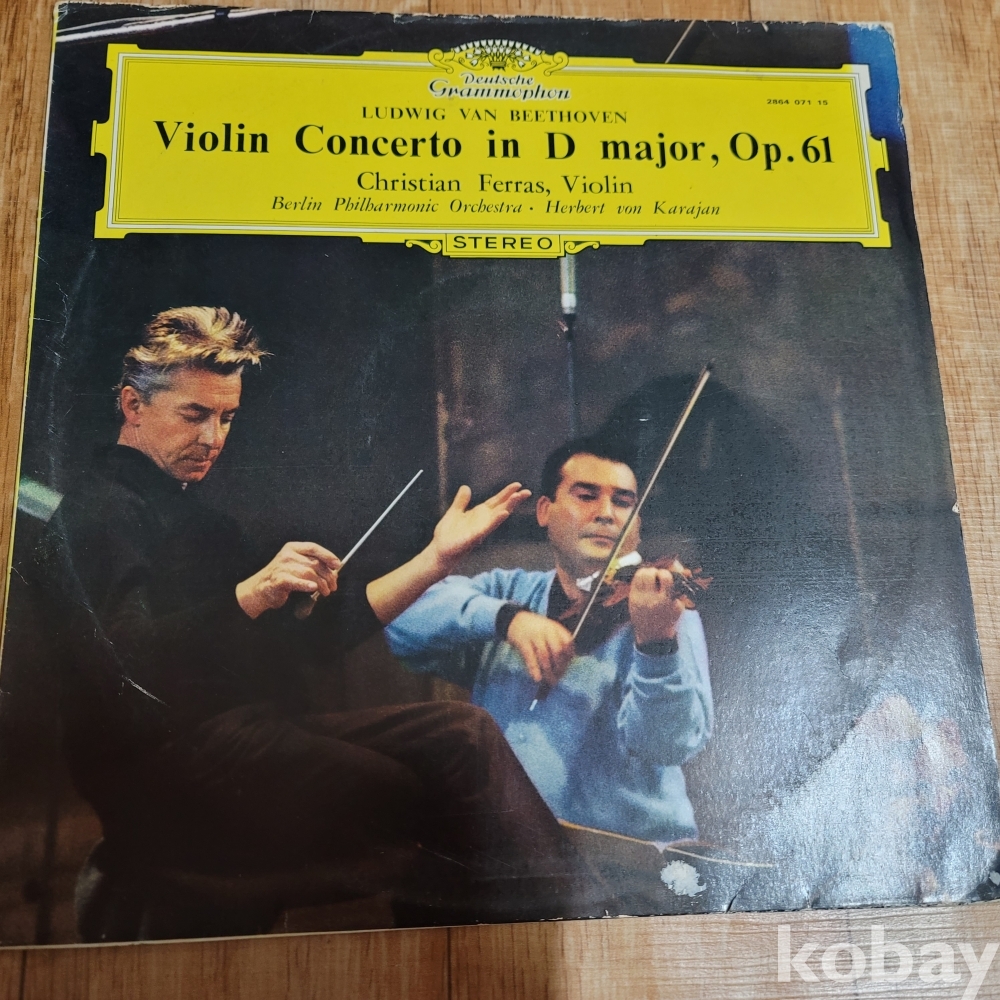 Deutsche
Grammophon
2864 071 15
LUDWIG VAN BEETHOVEN
Violin Concerto in D major, Op. 61
Christian Ferras, Violin
Berlin Philharmonic Orchestra · Herbert von Karajan
STEREO
kobay